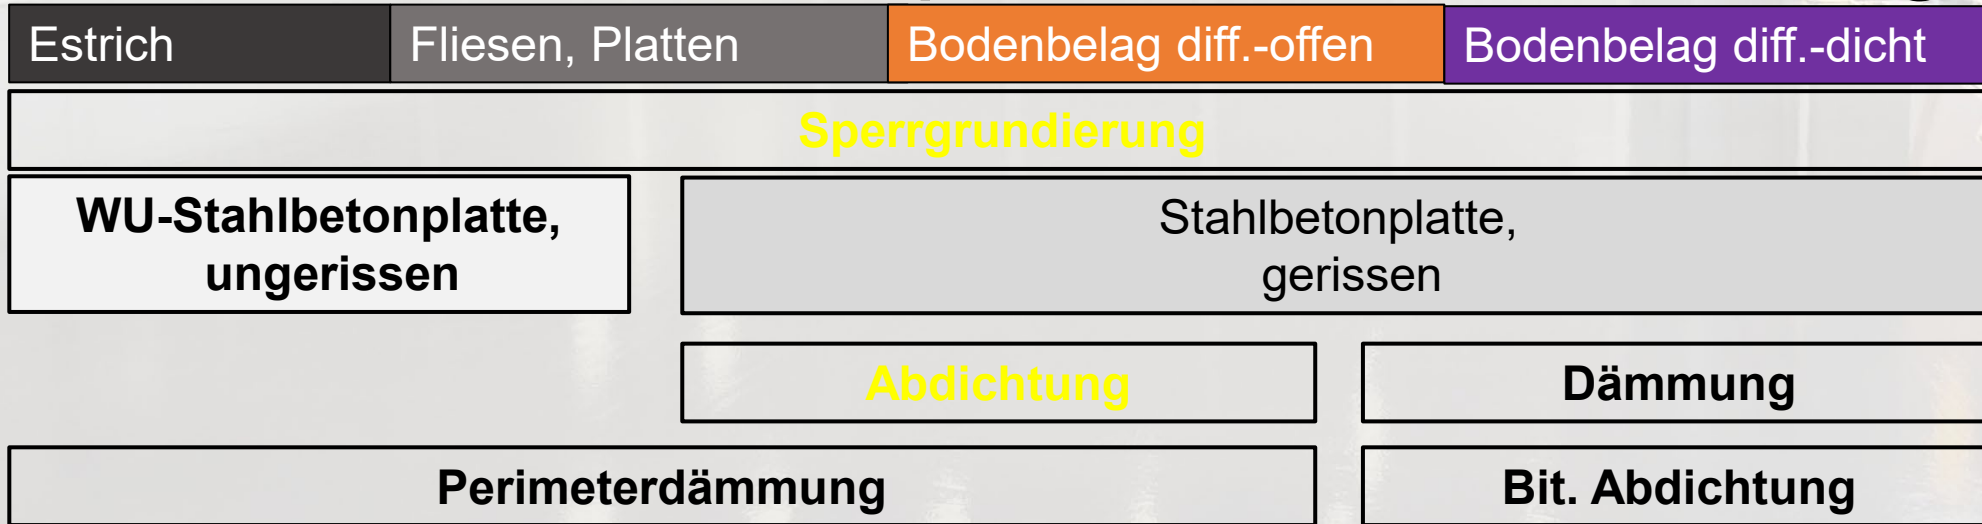 Estrich
Fliesen, Platten
Bodenbelag diff.-offen
Bodenbelag diff.-dicht
Sperrgrundierung
WU-Stahlbetonplatte,
ungerissen
Stahlbetonplatte,
gerissen
Abdichtung
Dämmung
Perimeterdämmung
Bit. Abdichtung